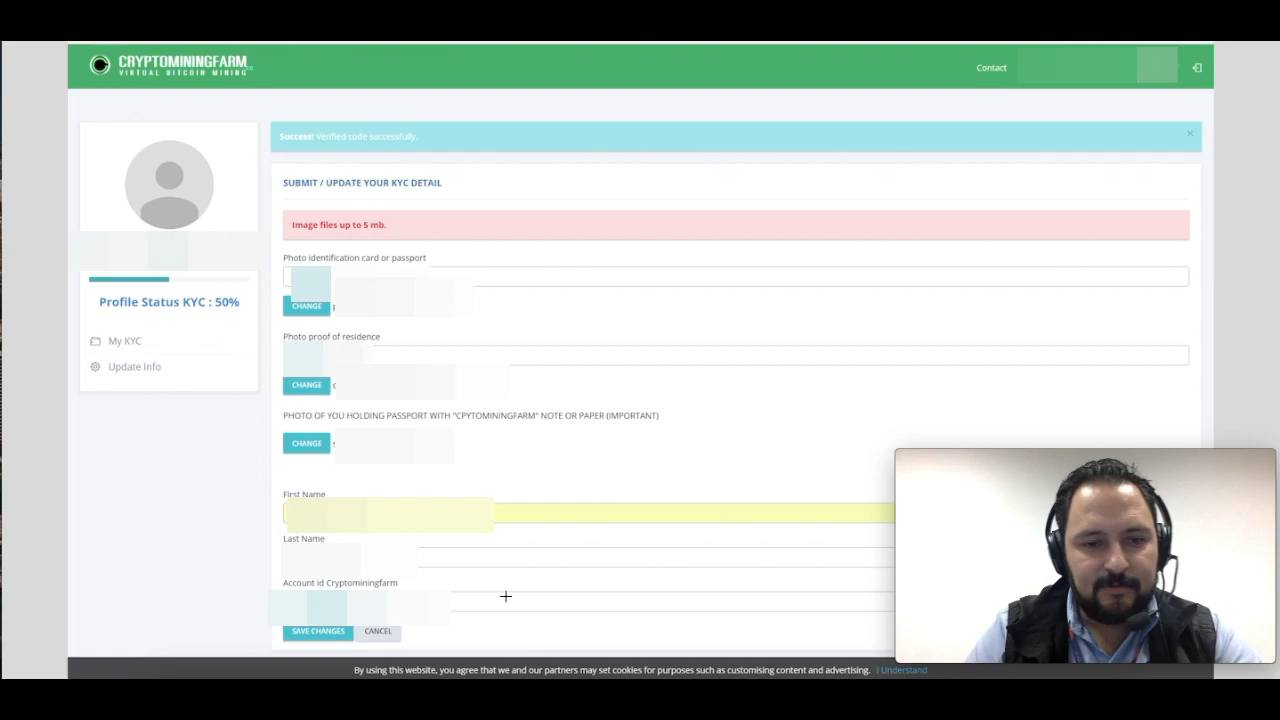 CRYPTOMININGFARM
VIRTUAL BITCOIN MINING
Contact
Success! Verified code successfully.
×
SUBMIT / UPDATE YOUR KYC DETAIL
Image files up to 5 mb.
Photo identification card or passport
CHANGE
Profile Status KYC : 50%
My KYC
Update Info
Photo proof of residence
CHANGE
PHOTO OF YOU HOLDING PASSPORT WITH "CPYTOMININGFARM" NOTE OR PAPER (IMPORTANT)
CHANGE
First Name
Last Name
Account id Cryptominingfarm
SAVE CHANGES CANCEL
By using this website, you agree that we and our partners may set cookies for purposes such as customising content and advertising. I Understand